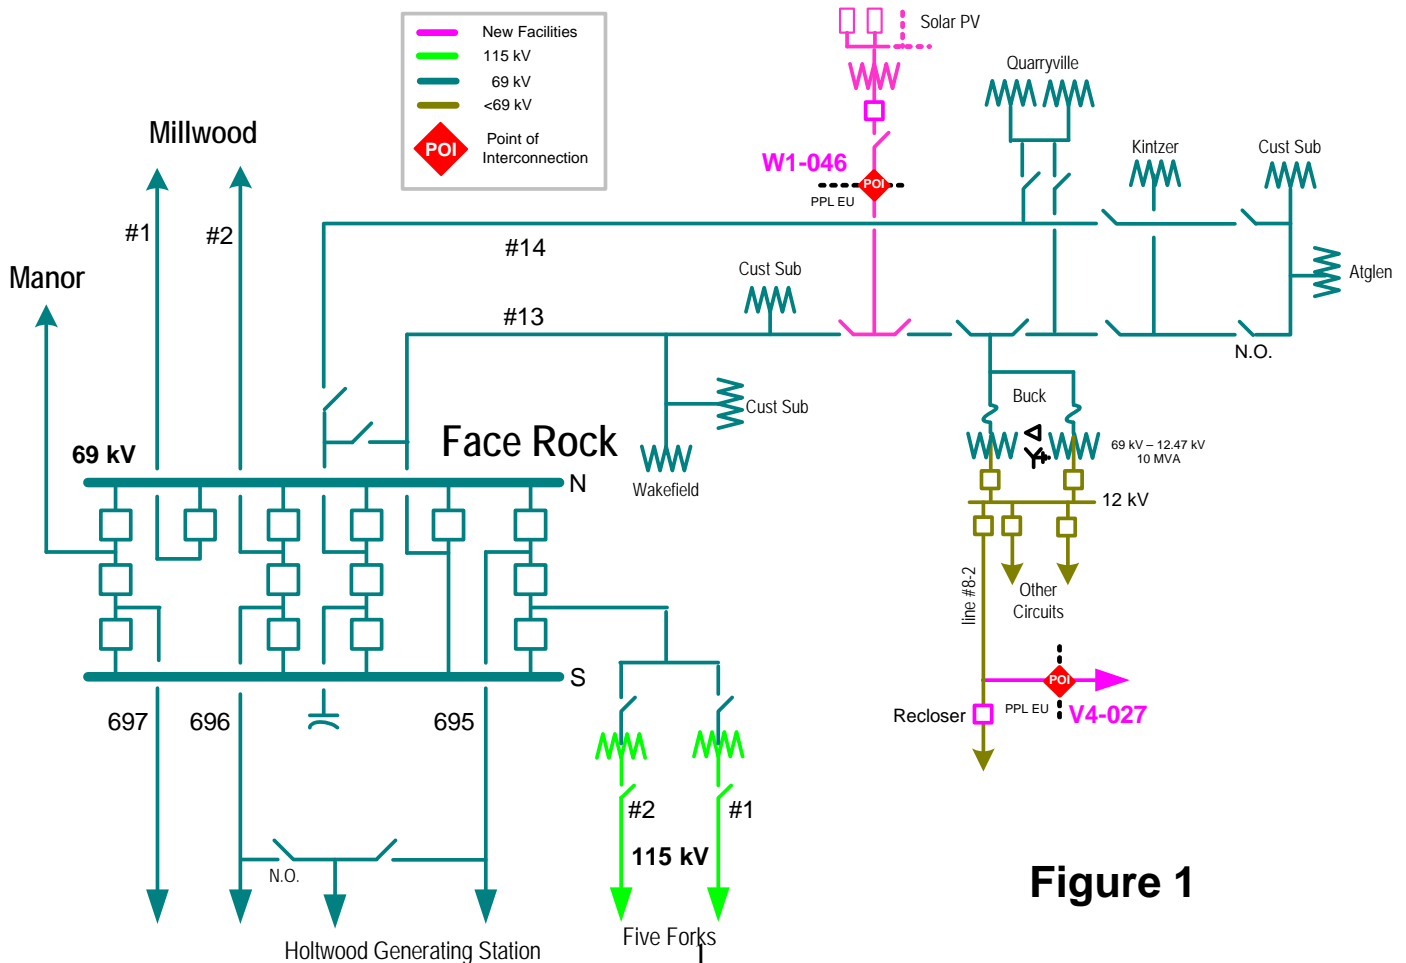 New Facilities
115 kV
69 kV
<69 kV
POI
Point of
Interconnection
Solar PV
Quarryville
Millwood
W1-046
POI
PPL EU
Kintzer
Cust Sub
#1
#2
#14
Manor
Cust Sub
Atglen
#13
N.O.
Buck
Cust Sub
Face Rock
69 kV
69 kV – 12.47 kV
10 MVA
N
Wakefield
12 kV
line #8-2
Other
Circuits
S
697
696
695
POI
Recloser
PPL EU
V4-027
#2
#1
115 kV
N.O.
Figure 1
Five Forks
Holtwood Generating Station